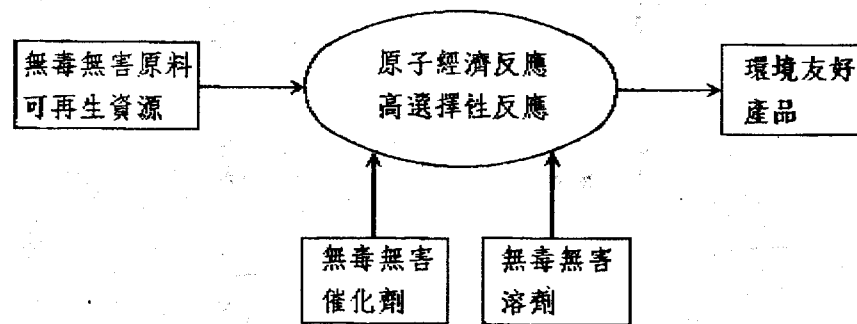 無毒無害原料
可再生資源
原子經濟反應
高選擇性反應
環境友好
產品
無毒無害
催化劑
無毒無害
溶劑